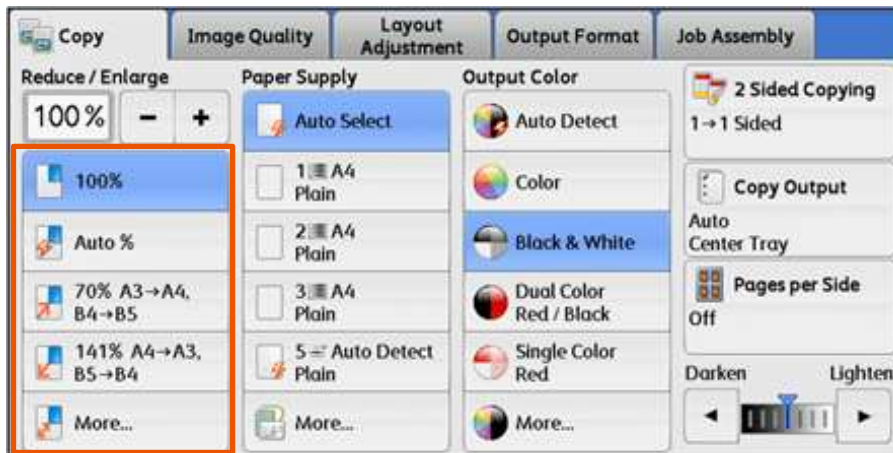 Copy
Image Quality
Layout
Adjustment
Output Format
Job Assembly
Reduce / Enlarge
100%
100%
Auto %
70% A3→A4,
B4→B5
141% A4→A3,
B5→B4
More...
Paper Supply
Auto Select
1 A4
Plain
2 A4
Plain
3 A4
Plain
5 Auto Detect
Plain
More...
Output Color
Auto Detect
Color
Black & White
Dual Color
Red / Black
Single Color
Red
More...
2 Sided Copying
1→1 Sided
Copy Output
Auto
Center Tray
Pages per Side
Off
Darken Lighten